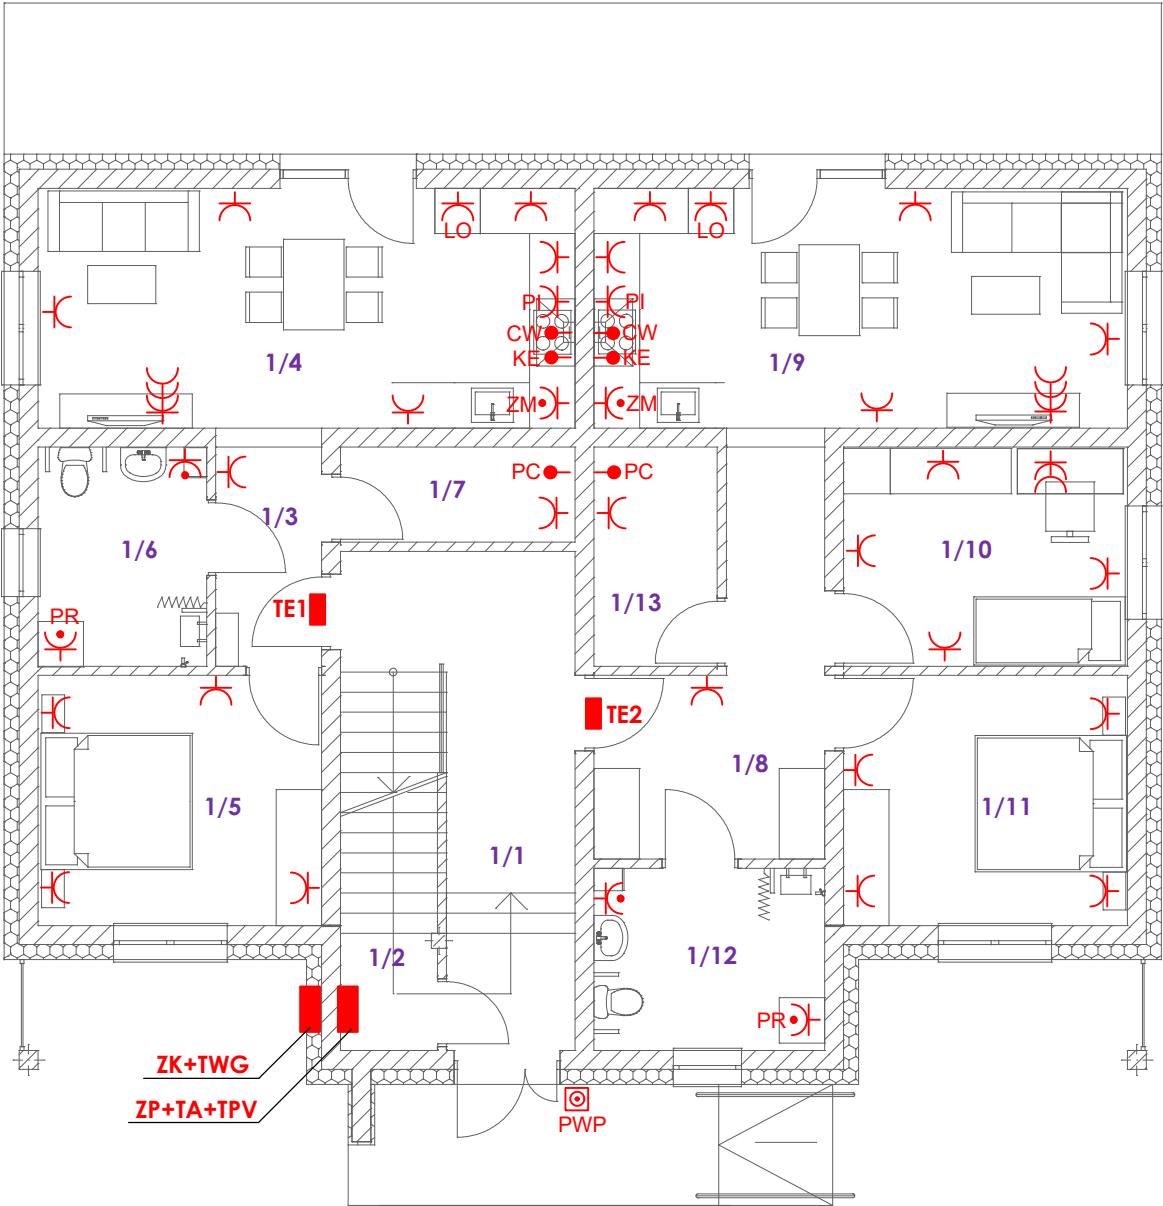 LO
LO
PI
PI
CW
CW
KE
KE
1/4
1/9
ZM
ZM
PC
PC
1/7
1/3
1/6
1/10
TE1
1/13
PR
TE2
1/8
1/5
1/11
1/1
1/2
1/12
PR
ZK+TWG
ZP+TA+TPV
PWP